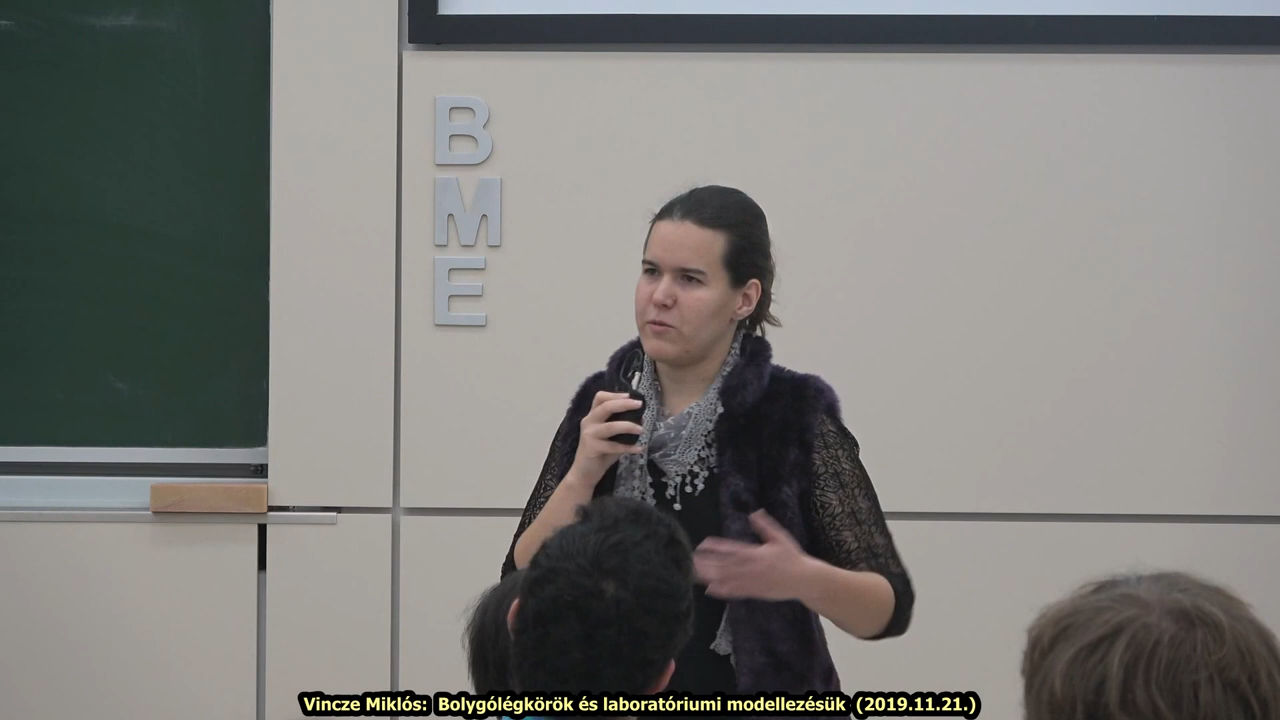 B
M
E
Vincze Miklós: Bolygólégkörök és laboratóriumi modellezésük (2019.11.21.)